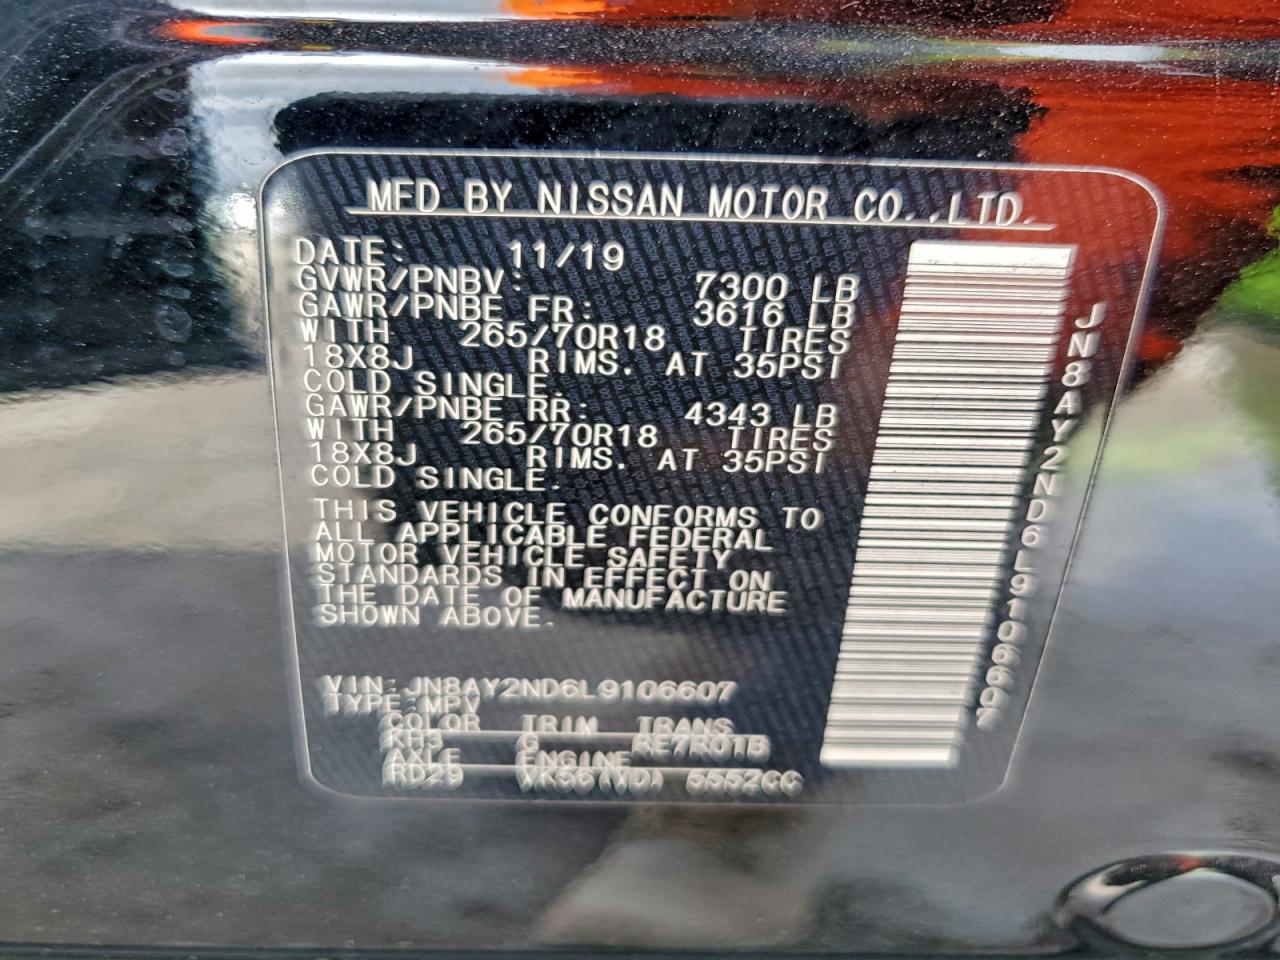 MFD BY NISSAN MOTOR CO.,LTD.
DATE: 11/19
GVWR/PNBV: 7300 LB
GAWR/PNBE FR: 3616 LB
WITH 265/70R18 TIRES
18X8J RIMS. AT 35PSI
COLD SINGLE.
GAWR/PNBE RR: 4343 LB
WITH 265/70R18 TIRES
18X8J RIMS. AT 35PSI
COLD SINGLE.
THIS VEHICLE CONFORMS TO
ALL APPLICABLE FEDERAL
MOTOR VEHICLE SAFETY
STANDARDS IN EFFECT ON
THE DATE OF MANUFACTURE
SHOWN ABOVE.
VIN:JN8AY2ND6L9106607
TYPE:MPV
COLOR TRIM TRANS
KH3 G RE7R01B
AXLE ENGINE
RD29 VK56(VD) 5552CC
JN8AY2ND6L9106607